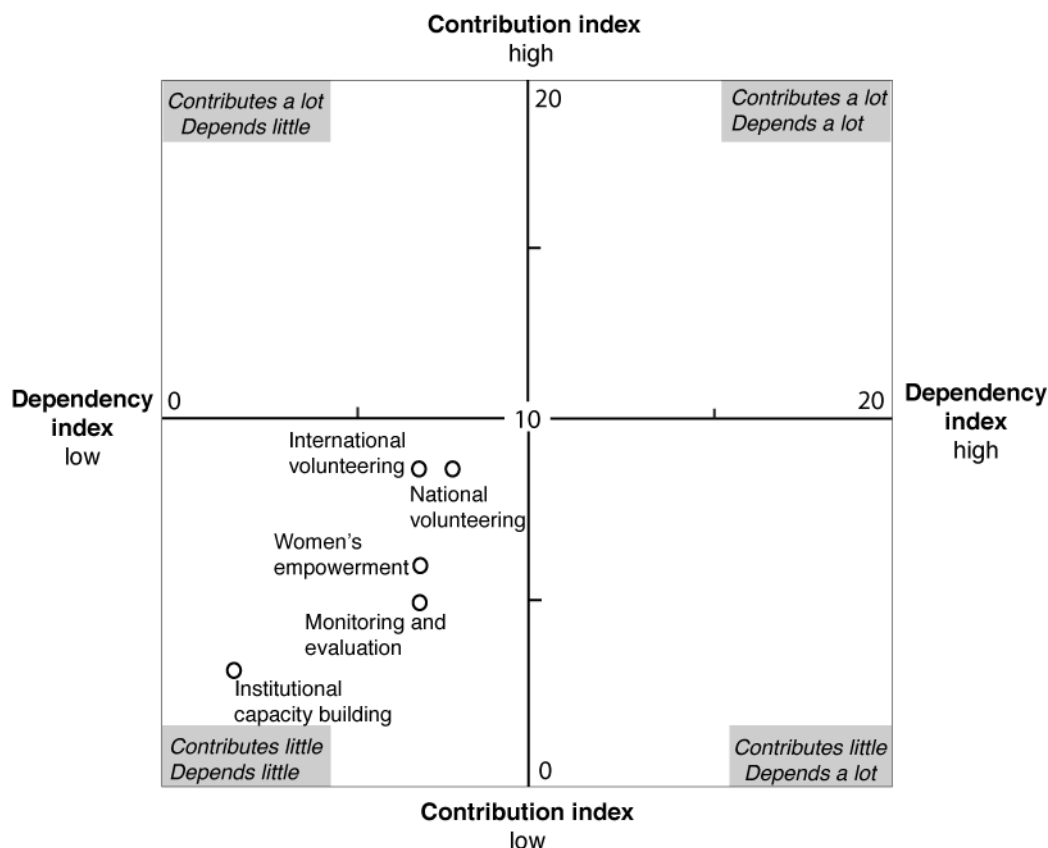 Contribution index
high
20
Contributes a lot
Depends little
Contributes a lot
Depends a lot
Dependency
index
low
0
10
20
Dependency
index
high
International
volunteering
National
volunteering
Women's
empowerment
Monitoring and
evaluation
Institutional
capacity building
Contributes little
Depends little
0
Contributes little
Depends a lot
Contribution index
low